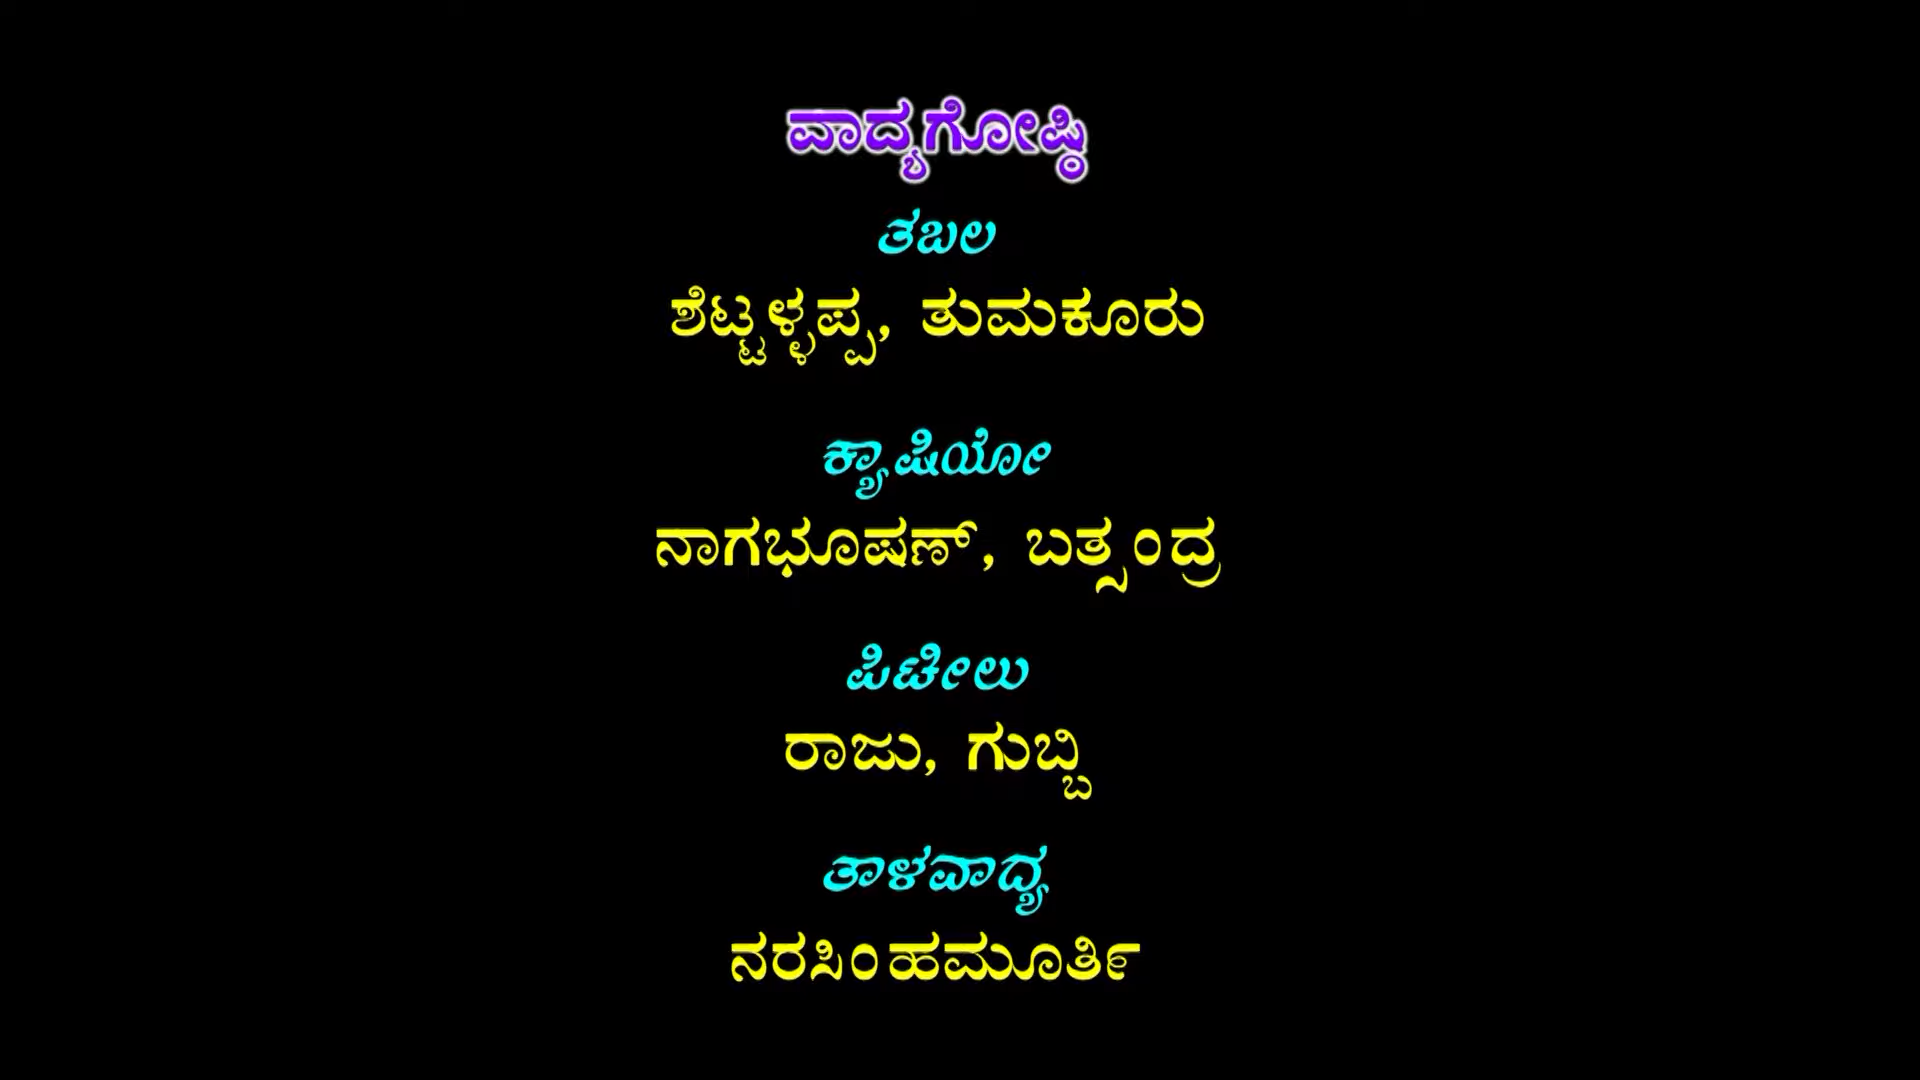 ವಾದ್ಯಗೋಷ್ಠಿ
ತಬಲ
ಶೆಟ್ಟಳ್ಳಪ್ಪ, ತುಮಕೂರು
ಕ್ಯಾಷಿಯೋ
ನಾಗಭೂಷಣ್, ಬತ್ಸಂದ್ರ
ಪಿಟೀಲು
ರಾಜು, ಗುಬ್ಬಿ
ತಾಳವಾದ್ಯ
ನರಸಿಂಹಮೂರ್ತಿ